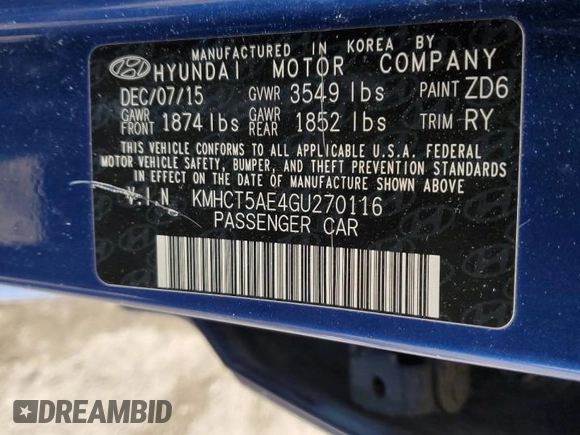 MANUFACTURED IN KOREA BY
HYUNDAI MOTOR COMPANY
DEC/07/15 GVWR 3549 lbs PAINT ZD6
GAWR FRONT 1874 lbs GAWR REAR 1852 lbs TRIM RY
THIS VEHICLE CONFORMS TO ALL APPLICABLE U.S.A. FEDERAL
MOTOR VEHICLE SAFETY, BUMPER, AND THEFT PREVENTION STANDARDS
IN EFFECT ON THE DATE OF MANUFACTURE SHOWN ABOVE
V.I.N. KMHCT5AE4GU270116
PASSENGER CAR
DREAMBID